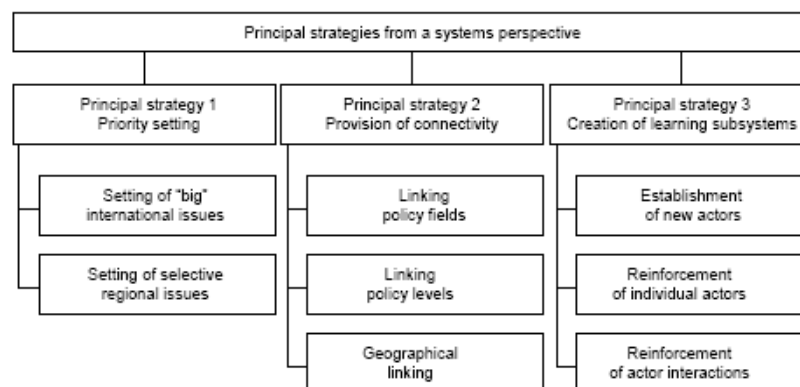 Principal strategies from a systems perspective
Principal strategy 1
Priority setting
Setting of "big"
international issues
Setting of selective
regional issues
Principal strategy 2
Provision of connectivity
Linking
policy fields
Linking
policy levels
Geographical
linking
Principal strategy 3
Creation of learning subsystems
Establishment
of new actors
Reinforcement
of individual actors
Reinforcement
of actor interactions